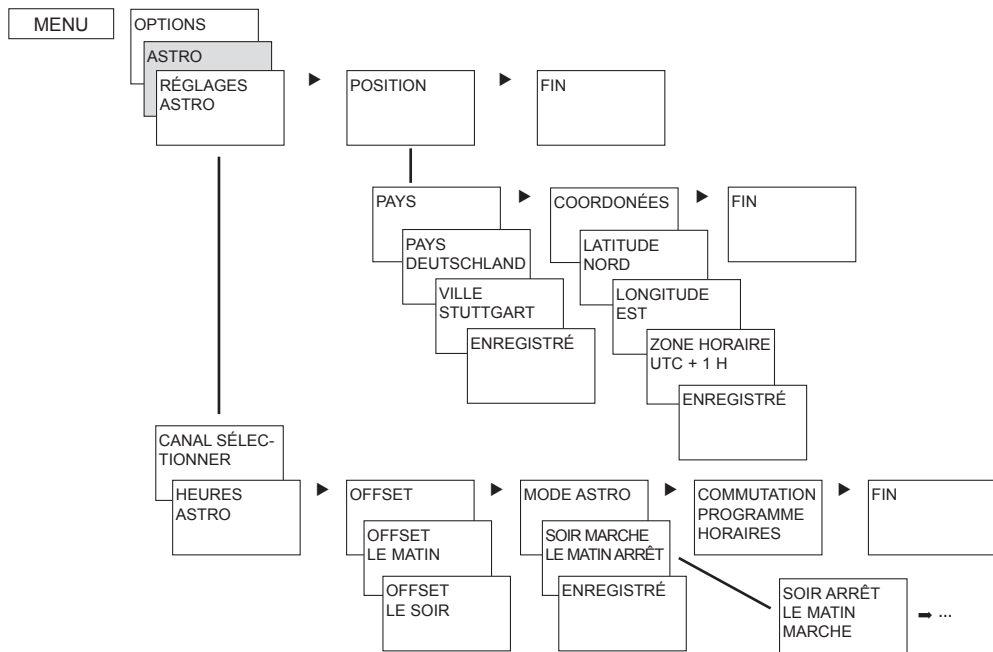 MENU
OPTIONS
ASTRO
RÉGLAGES
ASTRO
POSITION
FIN
PAYS
PAYS
DEUTSCHLAND
VILLE
STUTTGART
ENREGISTRÉ
COORDONÉES
LATITUDE
NORD
LONGITUDE
EST
ZONE HORAIRE
UTC + 1 H
ENREGISTRÉ
FIN
CANAL SÉLEC-
TIONNER
HEURES
ASTRO
OFFSET
OFFSET
LE MATIN
OFFSET
LE SOIR
MODE ASTRO
SOIR MARCHE
LE MATIN ARRÊT
ENREGISTRÉ
COMMUTATION
PROGRAMME
HORAIRES
FIN
SOIR ARRÊT
LE MATIN
MARCHE
➡ ...